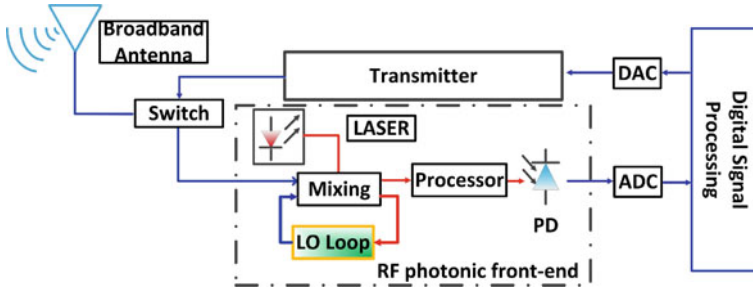 Broadband
Antenna
Transmitter
DAC
Digital Signal
Processing
Switch
LASER
Mixing
Processor
PD
ADC
LO Loop
RF photonic front-end